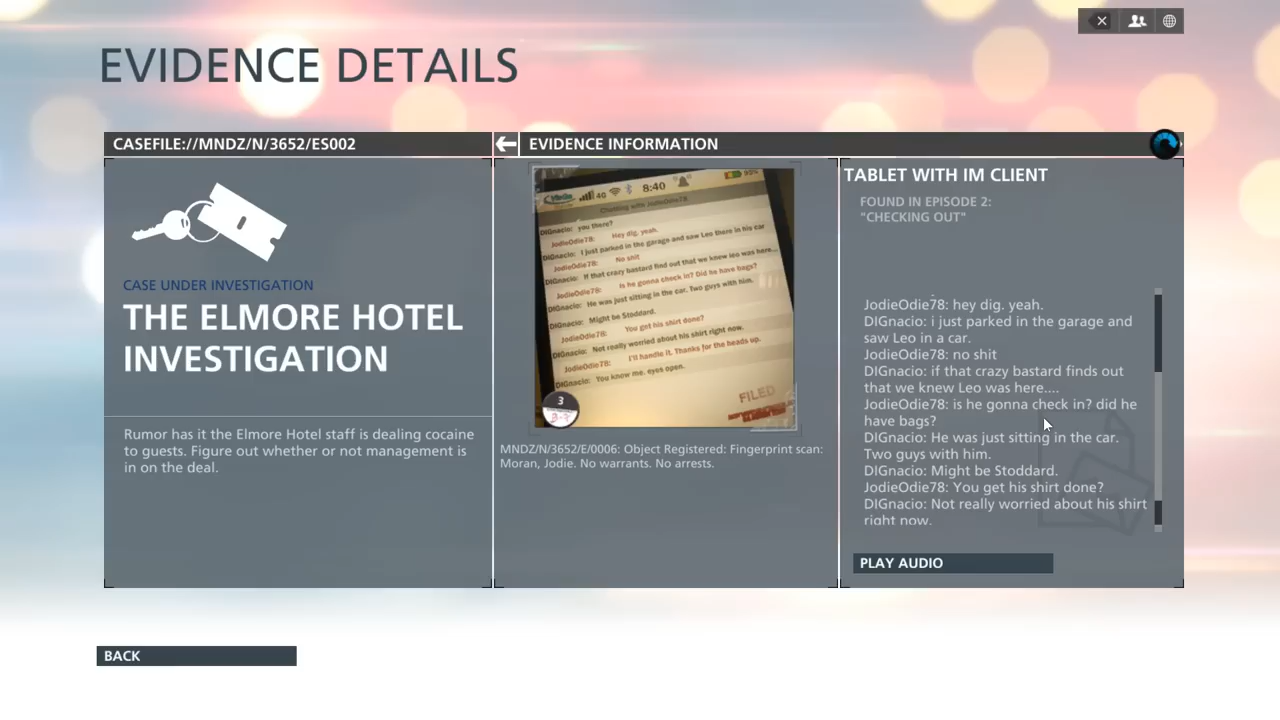 EVIDENCE DETAILS
CASEFILE://MNDZ/N/3652/ES002
EVIDENCE INFORMATION
CASE UNDER INVESTIGATION
THE ELMORE HOTEL
INVESTIGATION
Rumor has it the Elmore Hotel staff is dealing cocaine
to guests. Figure out whether or not management is
in on the deal.
4G
8:40
Chatting with JodieOdie78
DIGnacio: you there?
JodieOdie78: Hey dig. yeah.
DIGnacio: I just parked in the garage and saw Leo there in his car
JodieOdie78: No shit
DIGnacio: If that crazy bastard find out that we knew leo was here...
JodieOdie78: Is he gonna check in? Did he have bags?
DIGnacio: He was just sitting in the car. Two guys with him.
DIGnacio: Might be Stoddard.
JodieOdie78: You get his shirt done?
DIGnacio: Not really worried about his shirt right now.
JodieOdie78: I'll handle it. Thanks for the heads up.
DIGnacio: You know me. eyes open.
3
FILED
MNDZ/N/3652/E/0006: Object Registered: Fingerprint scan:
Moran, Jodie. No warrants. No arrests.
TABLET WITH IM CLIENT
FOUND IN EPISODE 2:
"CHECKING OUT"
JodieOdie78: hey dig. yeah.
DIGnacio: i just parked in the garage and
saw Leo in a car.
JodieOdie78: no shit
DIGnacio: if that crazy bastard finds out
that we knew Leo was here....
JodieOdie78: is he gonna check in? did he
have bags?
DIGnacio: He was just sitting in the car.
Two guys with him.
DIGnacio: Might be Stoddard.
JodieOdie78: You get his shirt done?
DIGnacio: Not really worried about his shirt
right now.
PLAY AUDIO
BACK